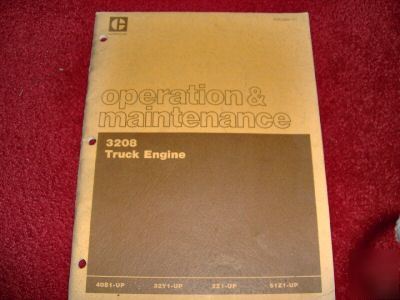 operation &
maintenance
3208
Truck Engine
40S1-UP 32Y1-UP 2Z1-UP 51Z1-UP